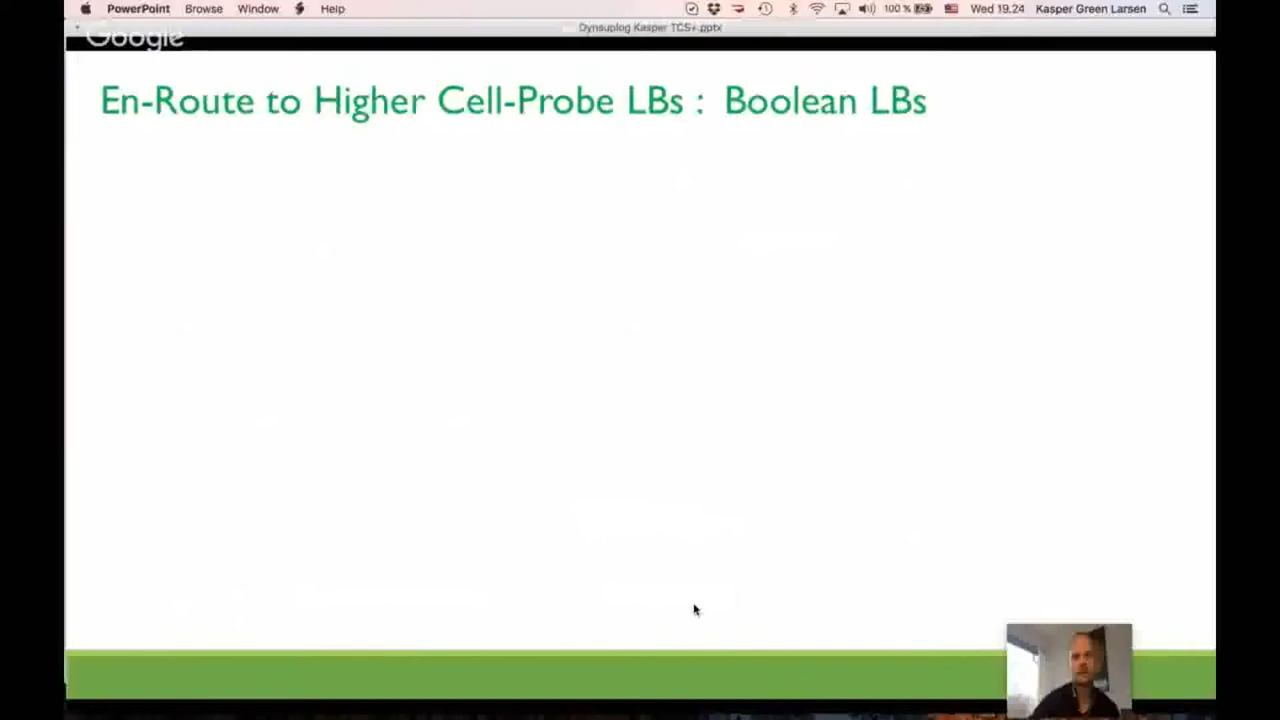 PowerPoint Browse Window Help 100 % Wed 19.24 Kasper Green Larsen
Dynsuplog Kasper TCS+.pptx
Google
En-Route to Higher Cell-Probe LBs : Boolean LBs